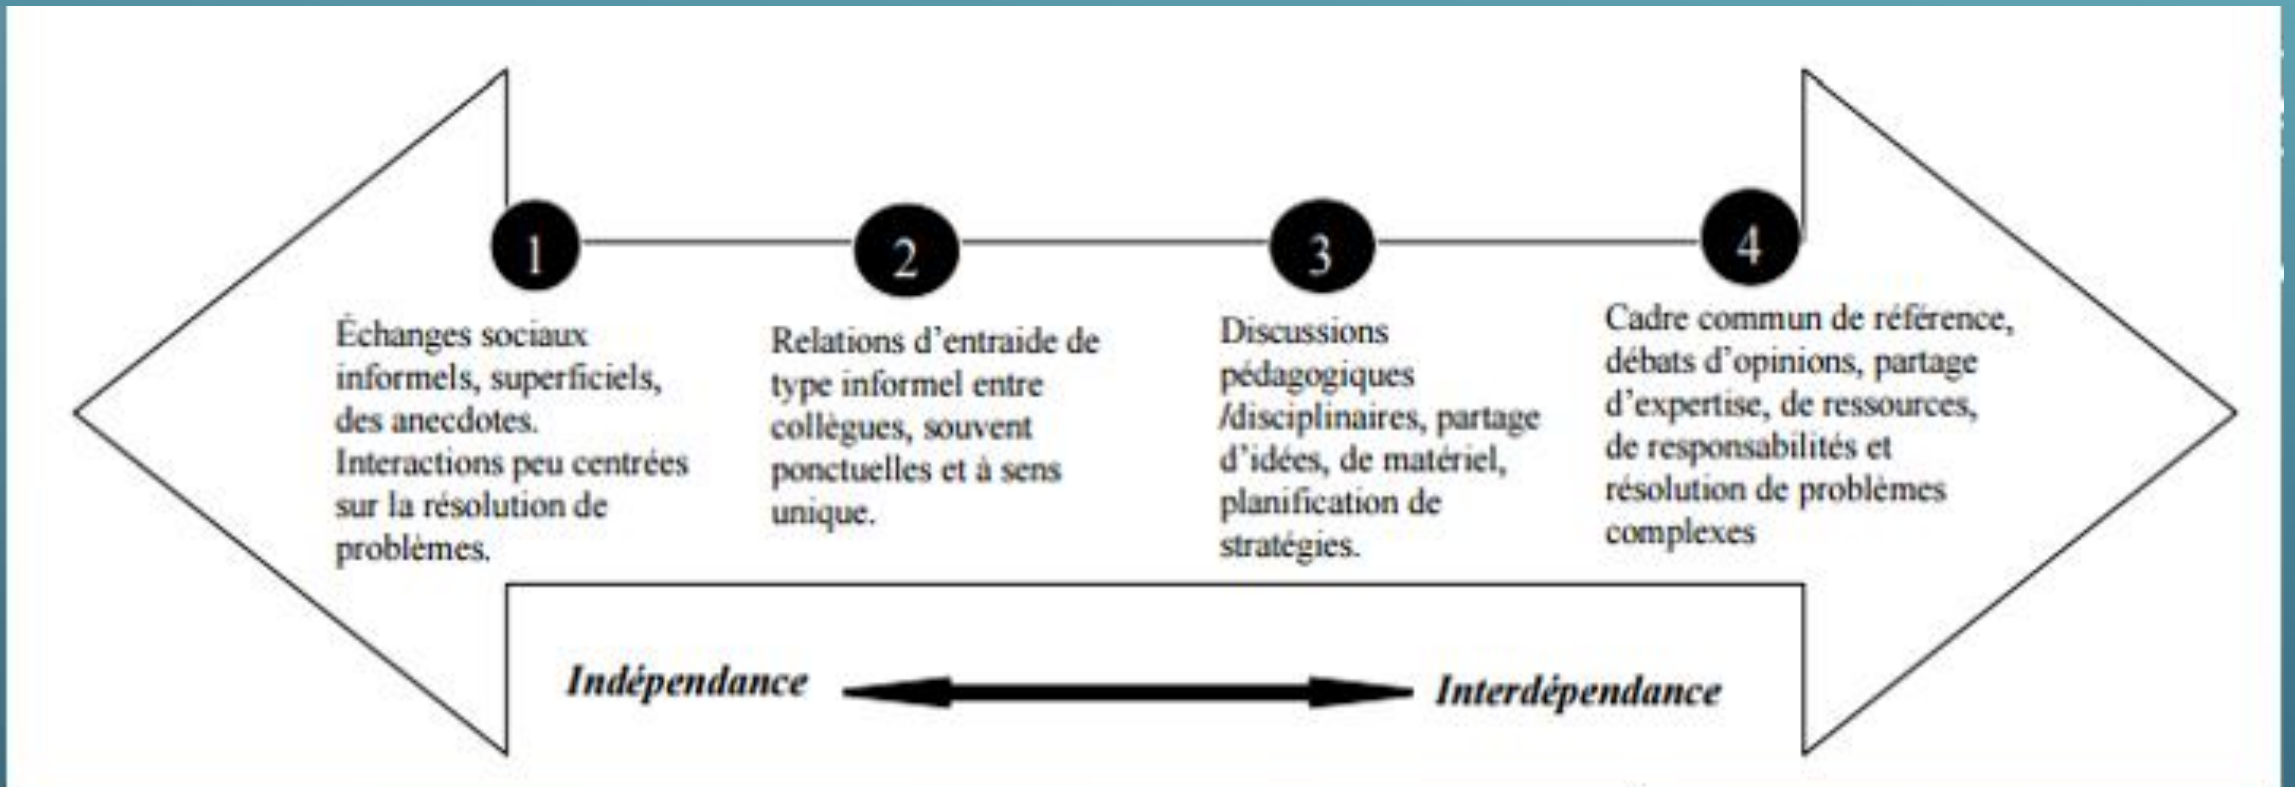 1
Échanges sociaux
informels, superficiels,
des anecdotes.
Interactions peu centrées
sur la résolution de
problèmes.
2
Relations d'entraide de
type informel entre
collègues, souvent
ponctuelles et à sens
unique.
3
Discussions
pédagogiques
/disciplinaires, partage
d'idées, de matériel,
planification de
stratégies.
4
Cadre commun de référence,
débats d'opinions, partage
d'expertise, de ressources,
de responsabilités et
résolution de problèmes
complexes
Indépendance
Interdépendance